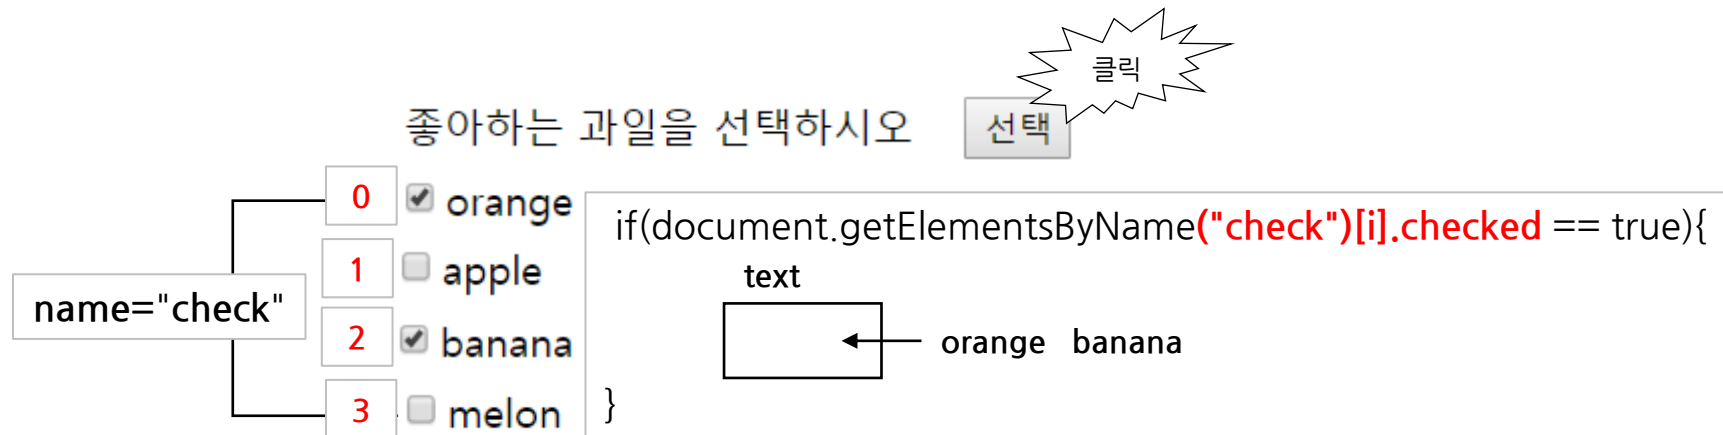 클릭
좋아하는 과일을 선택하시오 선택
0 orange
if(document.getElementsByName("check")[i].checked == true){
1 apple
text
name="check"
2 banana
orange banana
3 melon
}